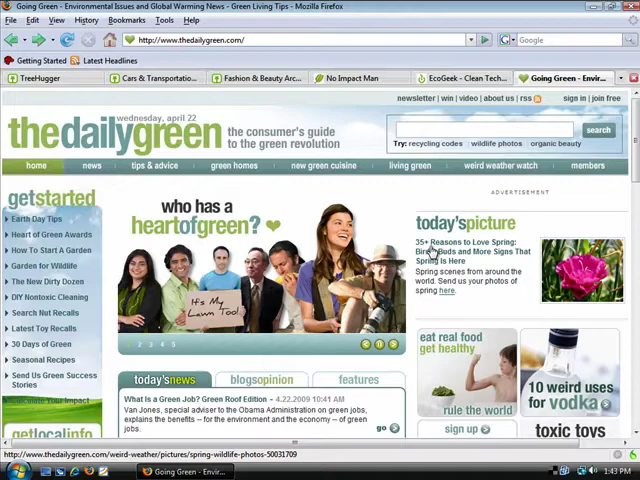 Going Green - Environmental Issues and Global Warming News - Green Living Tips - Mozilla Firefox
File Edit View History Bookmarks Tools Help
http://www.thedailygreen.com/
Google
Getting Started Latest Headlines
TreeHugger
Cars & Transportatio...
Fashion & Beauty Arc...
No Impact Man
EcoGeek - Clean Tech...
Going Green - Envir...
newsletter | win | video | about us | rss
sign in | join free
wednesday, april 22
thedailygreen
the consumer's guide
to the green revolution
search
Try: recycling codes wildlife photos organic beauty
home news tips & advice green homes new green cuisine living green weird weather watch members
getstarted
Earth Day Tips
Heart of Green Awards
How To Start A Garden
Garden for Wildlife
The New Dirty Dozen
DIY Nontoxic Cleaning
Search Nut Recalls
Latest Toy Recalls
30 Days of Green
Seasonal Recipes
Send Us Green Success
Stories
Calculate Your Impact
getlocalinfo
who has a
heartofgreen?
It's My
Lawn Too!
1 2 3 4 5
today'snews
blogsopinion
features
What Is a Green Job? Green Roof Edition - 4.22.2009 10:41 AM
Van Jones, special adviser to the Obama Administration on green jobs,
explains the benefits -- for the environment and the economy -- of green
jobs.
go
ADVERTISEMENT
today'spicture
35+ Reasons to Love Spring:
Birds, Buds and More Signs That
Spring Is Here
Spring scenes from around the
world. Send us your photos of
spring here.
eat real food
get healthy
rule the world
sign up
10 weird uses
for vodka
toxic toys
http://www.thedailygreen.com/weird-weather/pictures/spring-wildlife-photos-50031709
Start
Going Green - Envir...
1:43 PM